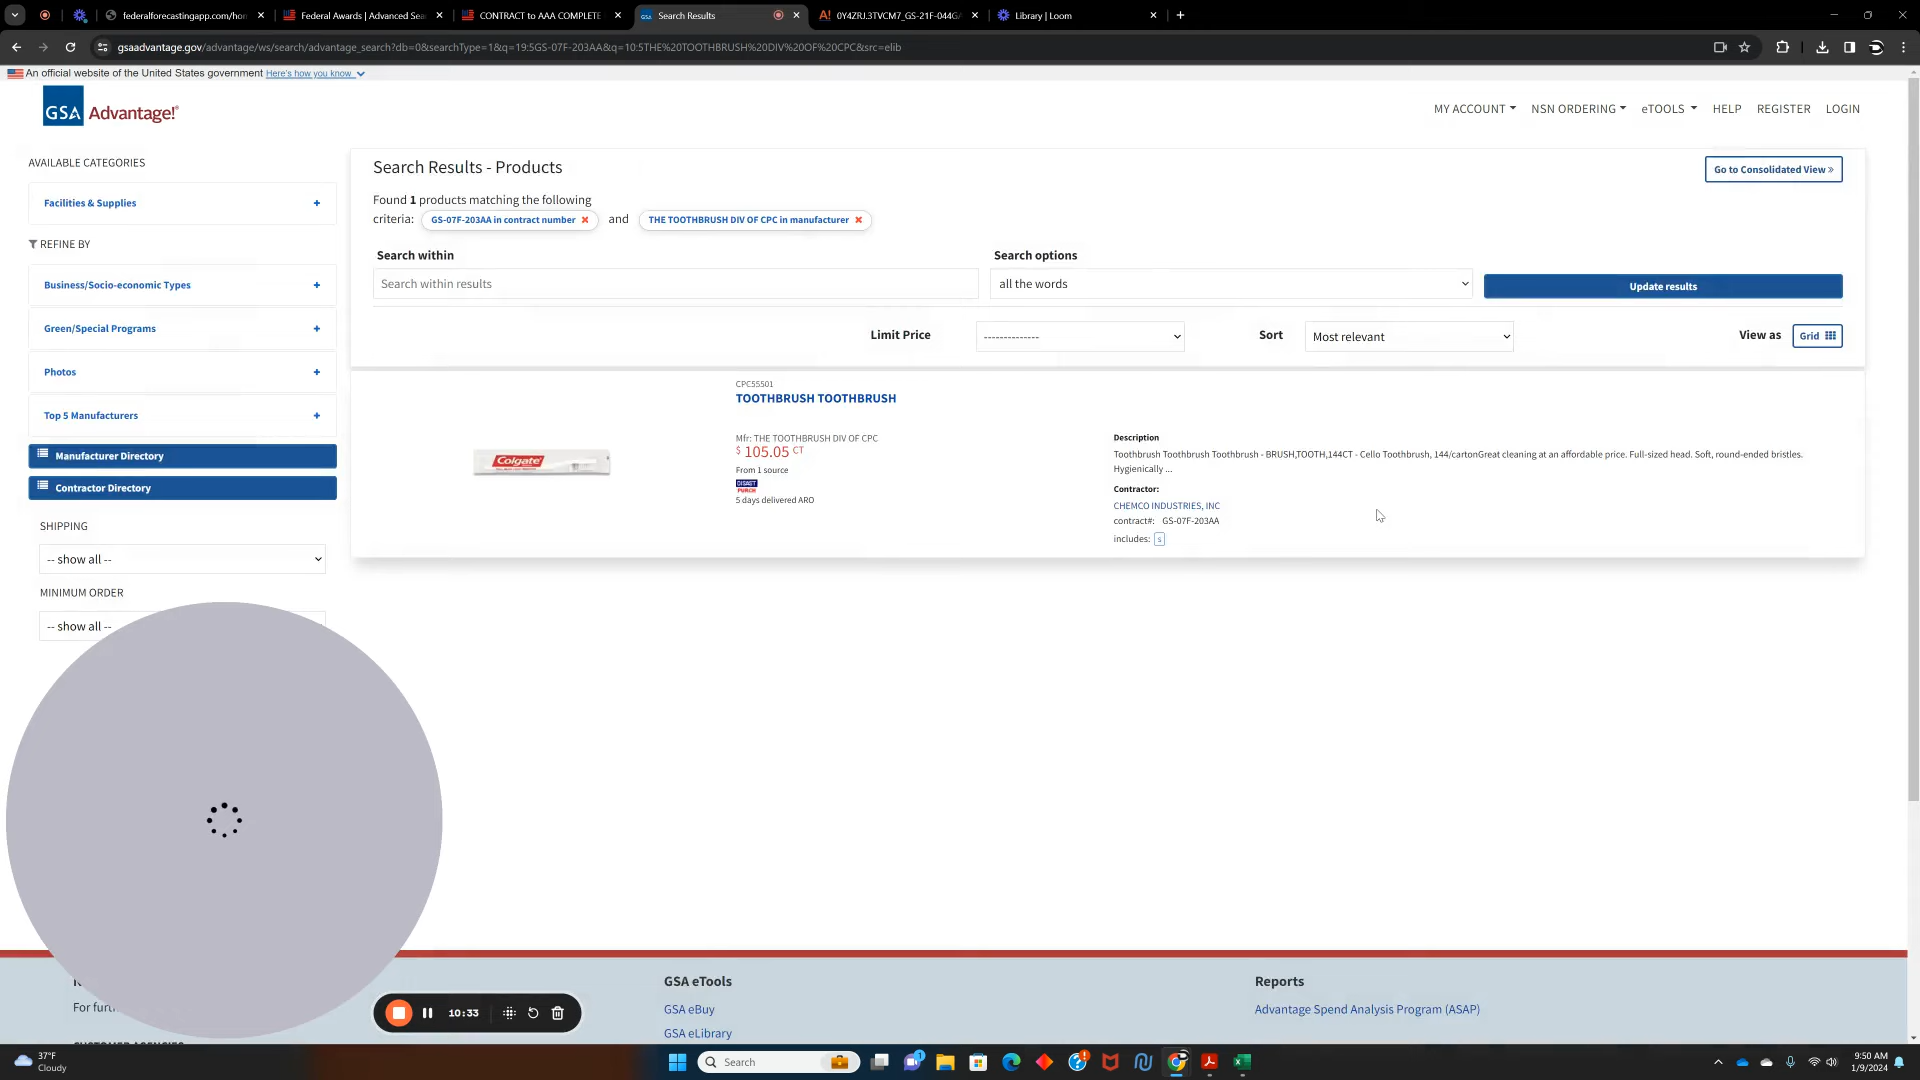 federalforecastingapp.com/hor
Federal Awards | Advanced Sea
CONTRACT to AAA COMPLETE
Search Results
0Y4ZRJ.3TVCM7_GS-21F-044GA
Library | Loom
gsaadvantage.gov/advantage/ws/search/advantage_search?db=0&searchType=1&q=19:5GS-07F-203AA&q=10:5THE%20TOOTHBRUSH%20DIV%20OF%20CPC&src=elib
An official website of the United States government Here's how you know
GSA Advantage!®
MY ACCOUNT
NSN ORDERING
eTOOLS
HELP
REGISTER
LOGIN
AVAILABLE CATEGORIES
Facilities & Supplies +
REFINE BY
Business/Socio-economic Types +
Green/Special Programs +
Photos +
Top 5 Manufacturers +
Manufacturer Directory
Contractor Directory
SHIPPING
-- show all --
MINIMUM ORDER
-- show all --
Search Results - Products
Go to Consolidated View »
Found 1 products matching the following
criteria: GS-07F-203AA in contract number and THE TOOTHBRUSH DIV OF CPC in manufacturer
Search within
Search within results
Search options
all the words
Update results
Limit Price
--------------
Sort
Most relevant
View as
Grid
Colgate
CPC55501
TOOTHBRUSH TOOTHBRUSH
Mfr: THE TOOTHBRUSH DIV OF CPC
$ 105.05 CT
From 1 source
DISAST
PURCH
5 days delivered ARO
Description
Toothbrush Toothbrush Toothbrush - BRUSH,TOOTH,144CT - Cello Toothbrush, 144/cartonGreat cleaning at an affordable price. Full-sized head. Soft, round-ended bristles.
Hygienically ...
Contractor:
CHEMCO INDUSTRIES, INC
contract#: GS-07F-203AA
includes: s
For furt
10:33
GSA eTools
GSA eBuy
GSA eLibrary
Reports
Advantage Spend Analysis Program (ASAP)
37°F
Cloudy
Search
9:50 AM
1/9/2024